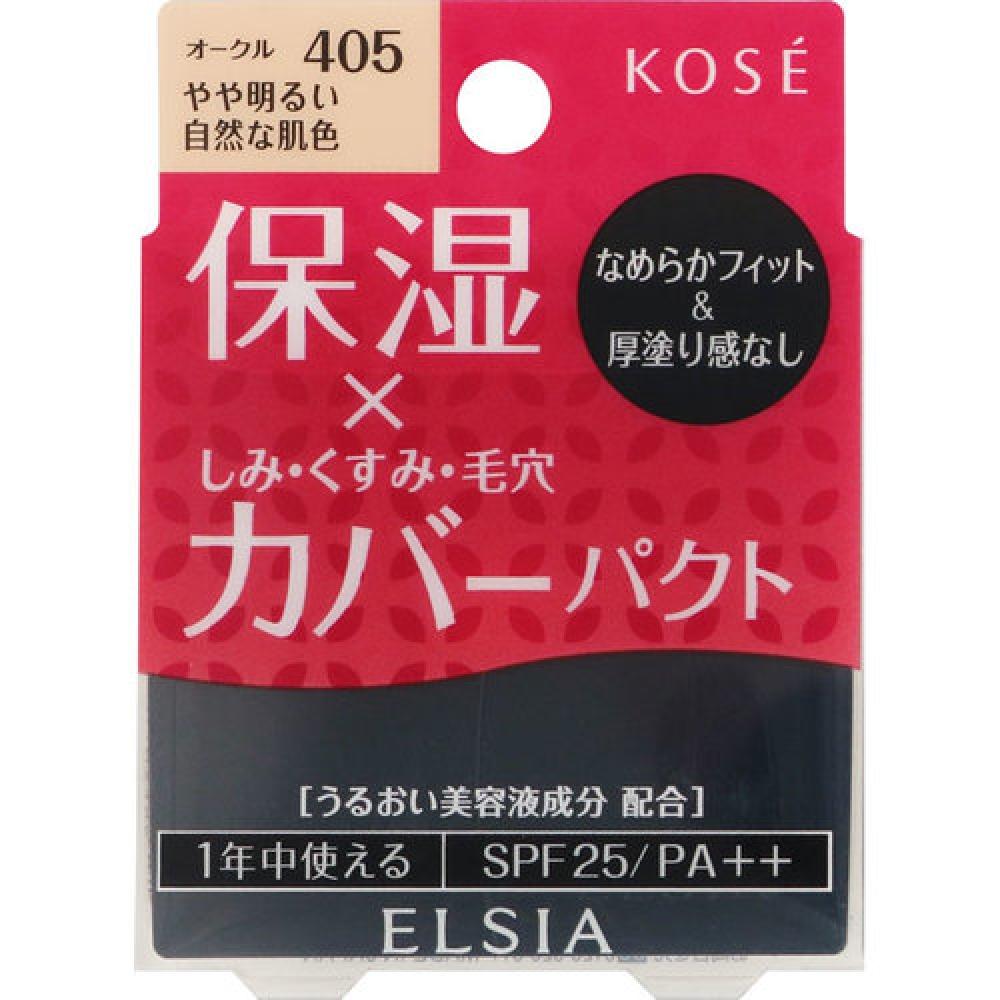 オークル 405
やや明るい
自然な肌色
KOSÉ
なめらかフィット
&
厚塗り感なし
保湿
×
しみ・くすみ・毛穴
カバーパクト
[うるおい美容液成分 配合]
1年中使える SPF25/PA++
ELSIA